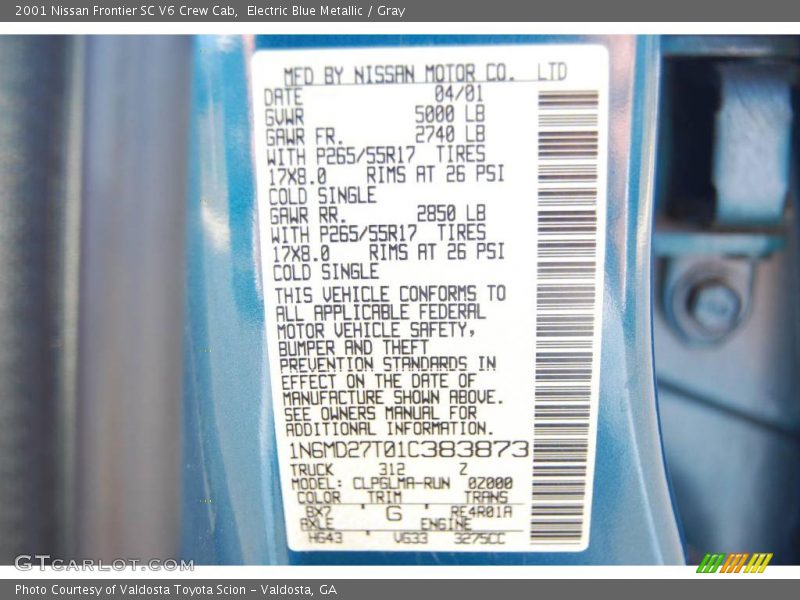 2001 Nissan Frontier SC V6 Crew Cab, Electric Blue Metallic / Gray
MFD BY NISSAN MOTOR CO. LTD
DATE 04/01
GVWR 5000 LB
GAWR FR. 2740 LB
WITH P265/55R17 TIRES
17X8.0 RIMS AT 26 PSI
COLD SINGLE
GAWR RR. 2850 LB
WITH P265/55R17 TIRES
17X8.0 RIMS AT 26 PSI
COLD SINGLE
THIS VEHICLE CONFORMS TO
ALL APPLICABLE FEDERAL
MOTOR VEHICLE SAFETY,
BUMPER AND THEFT
PREVENTION STANDARDS IN
EFFECT ON THE DATE OF
MANUFACTURE SHOWN ABOVE.
SEE OWNERS MANUAL FOR
ADDITIONAL INFORMATION.
1N6MD27T01C383873
TRUCK 312 Z
MODEL: CLPGLMA-RUN 0Z000
COLOR TRIM TRANS
BX7 G RE4R01A
AXLE ENGINE
HG43 VG33 3275CC
GTCARLOT.COM
Photo Courtesy of Valdosta Toyota Scion - Valdosta, GA